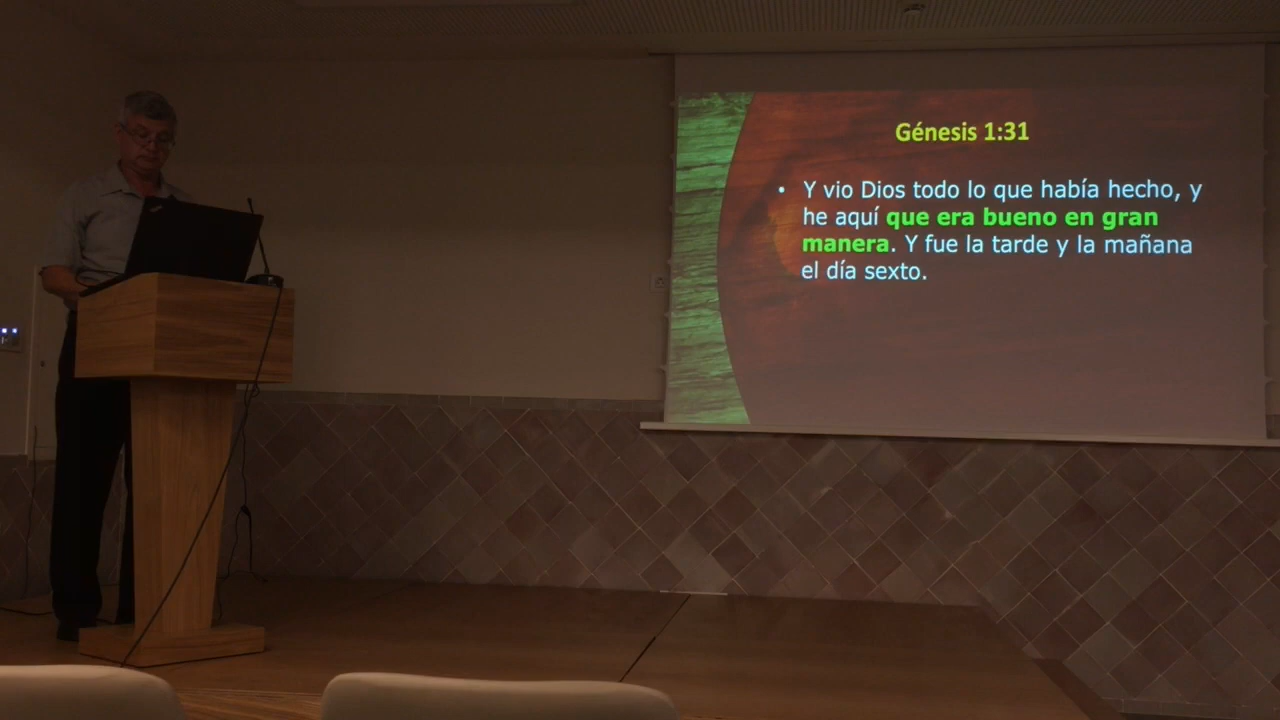 Génesis 1:31
• Y vio Dios todo lo que había hecho, y
he aquí que era bueno en gran
manera. Y fue la tarde y la mañana
el día sexto.